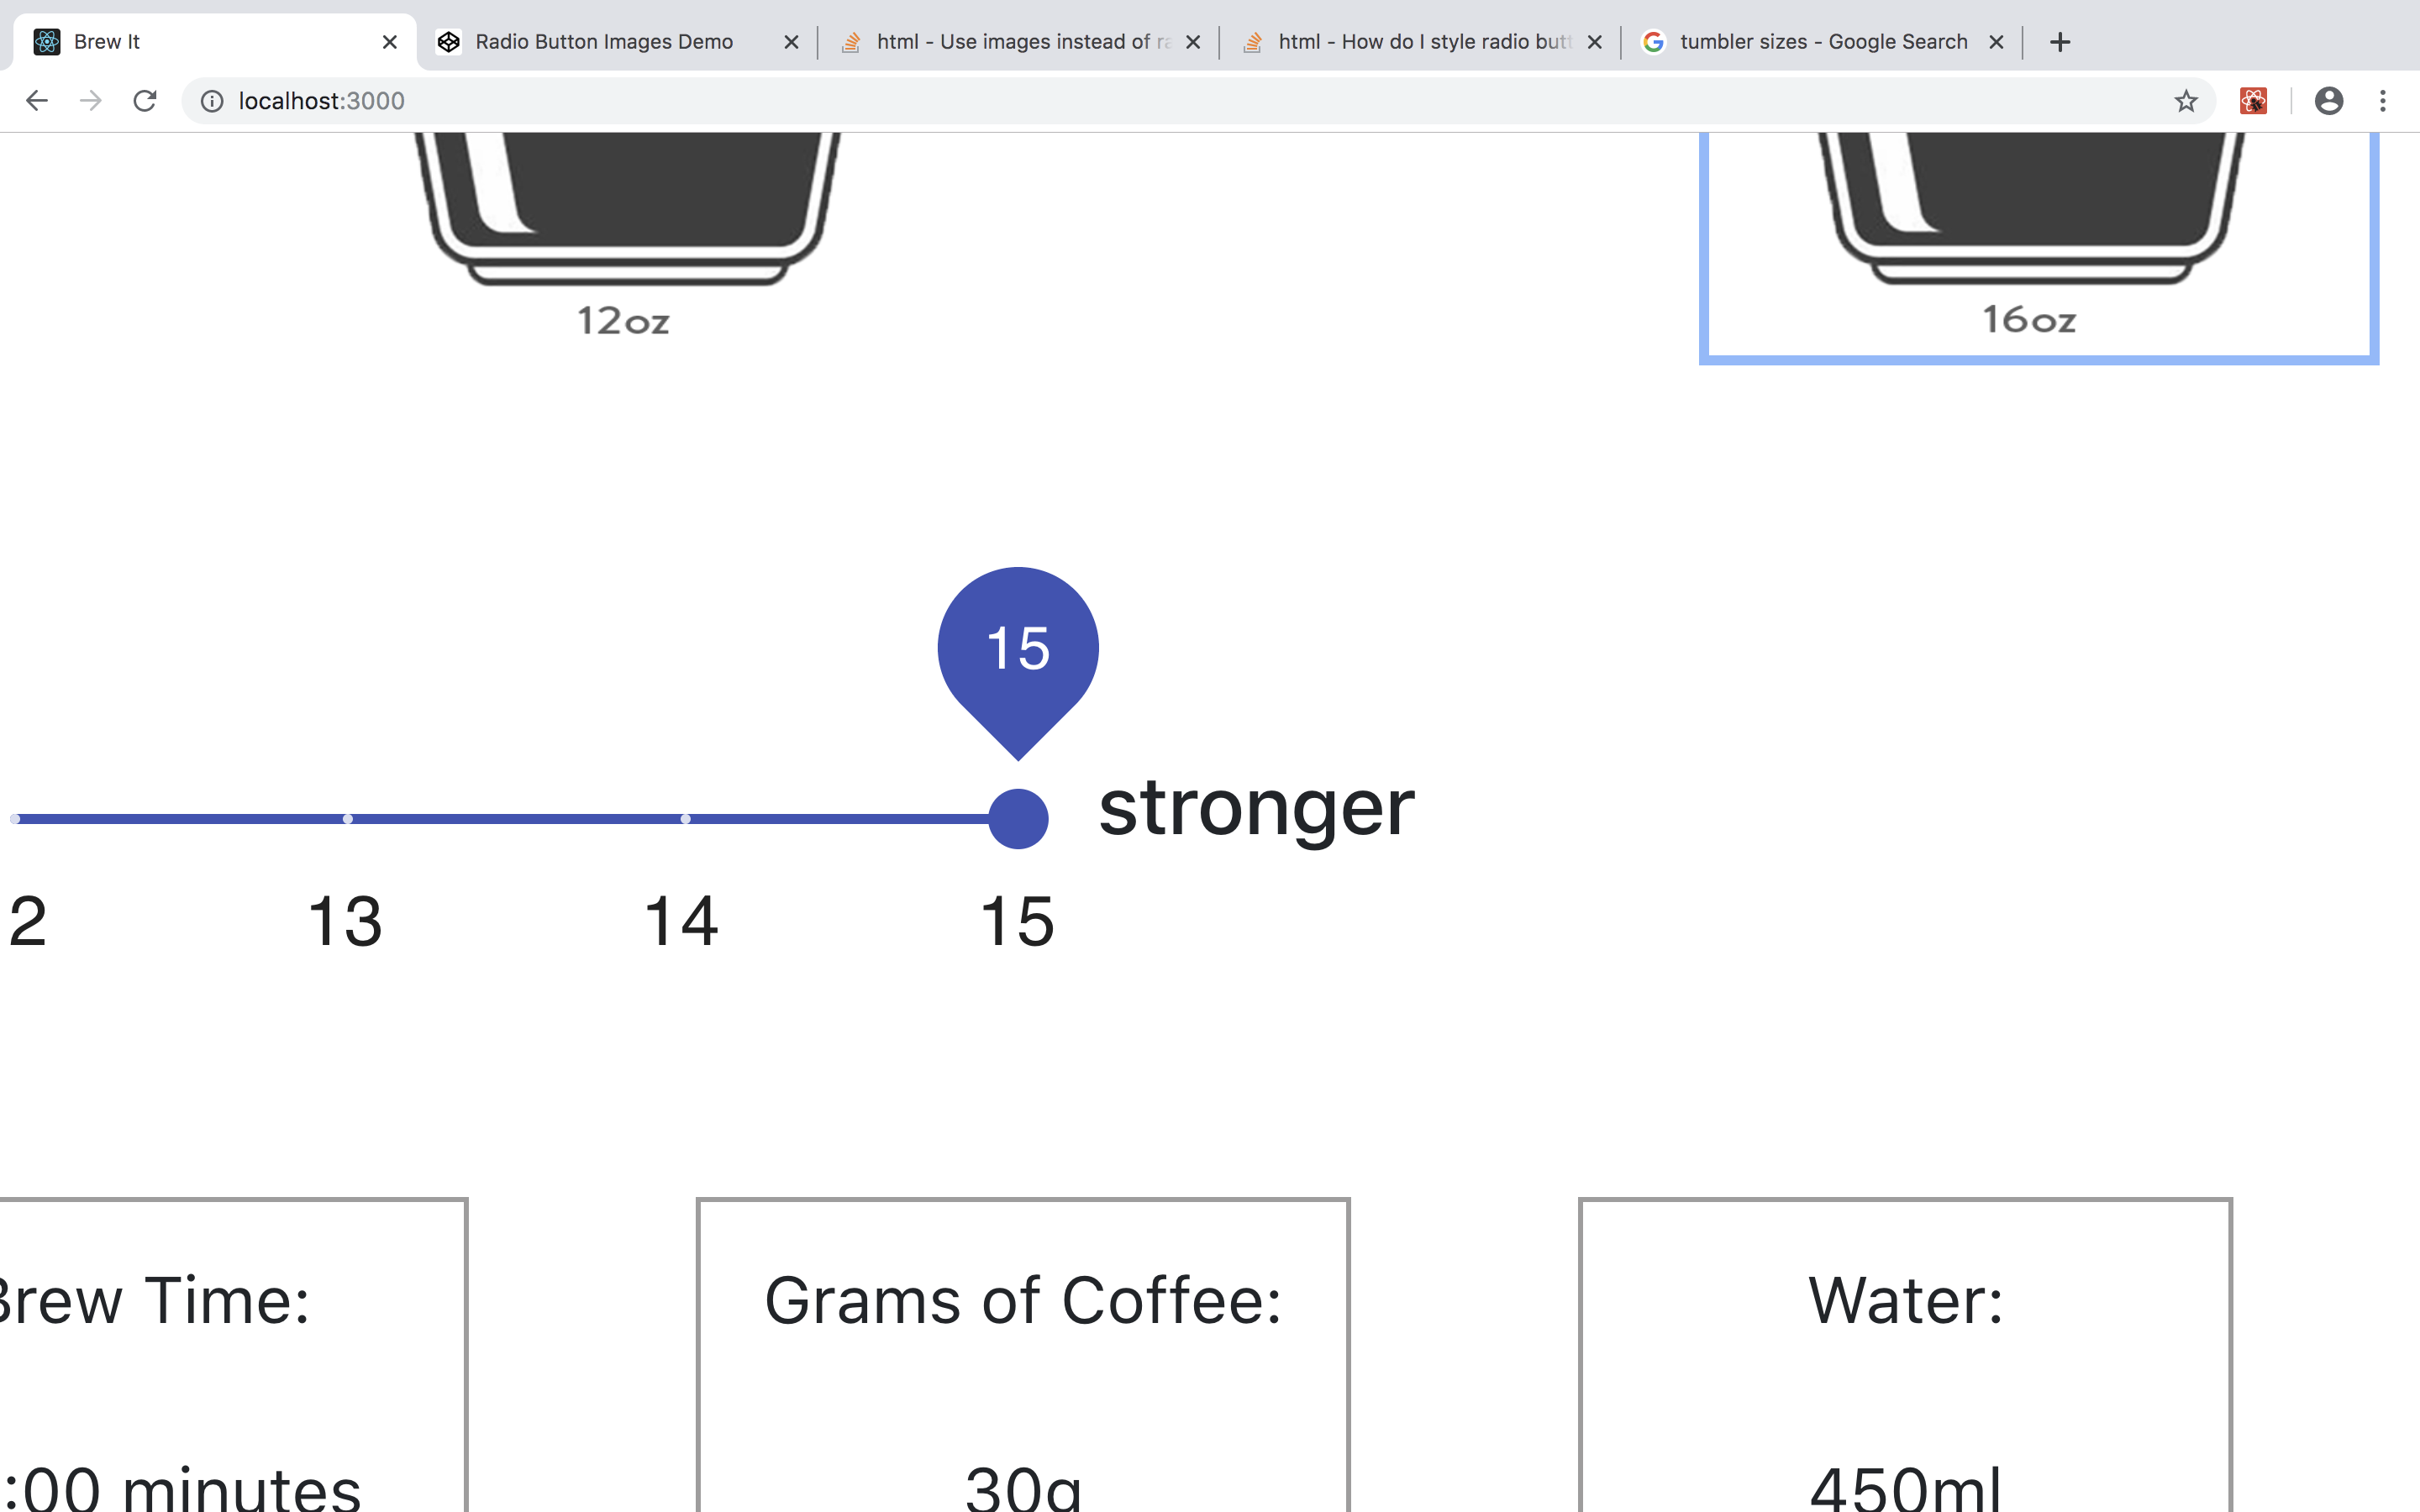 Brew It
Radio Button Images Demo
html - Use images instead of ra
html - How do I style radio butt
tumbler sizes - Google Search
localhost:3000
12oz
16oz
15
stronger
2
13
14
15
Brew Time:
Grams of Coffee:
Water:
:00 minutes
30g
450ml